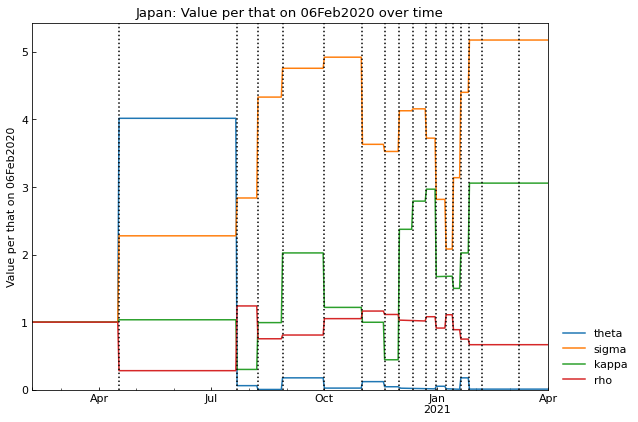 Japan: Value per that on 06Feb2020 over time
Value per that on 06Feb2020
5
4
3
2
1
0
Apr
Jul
Oct
Jan
2021
Apr
theta
sigma
kappa
rho